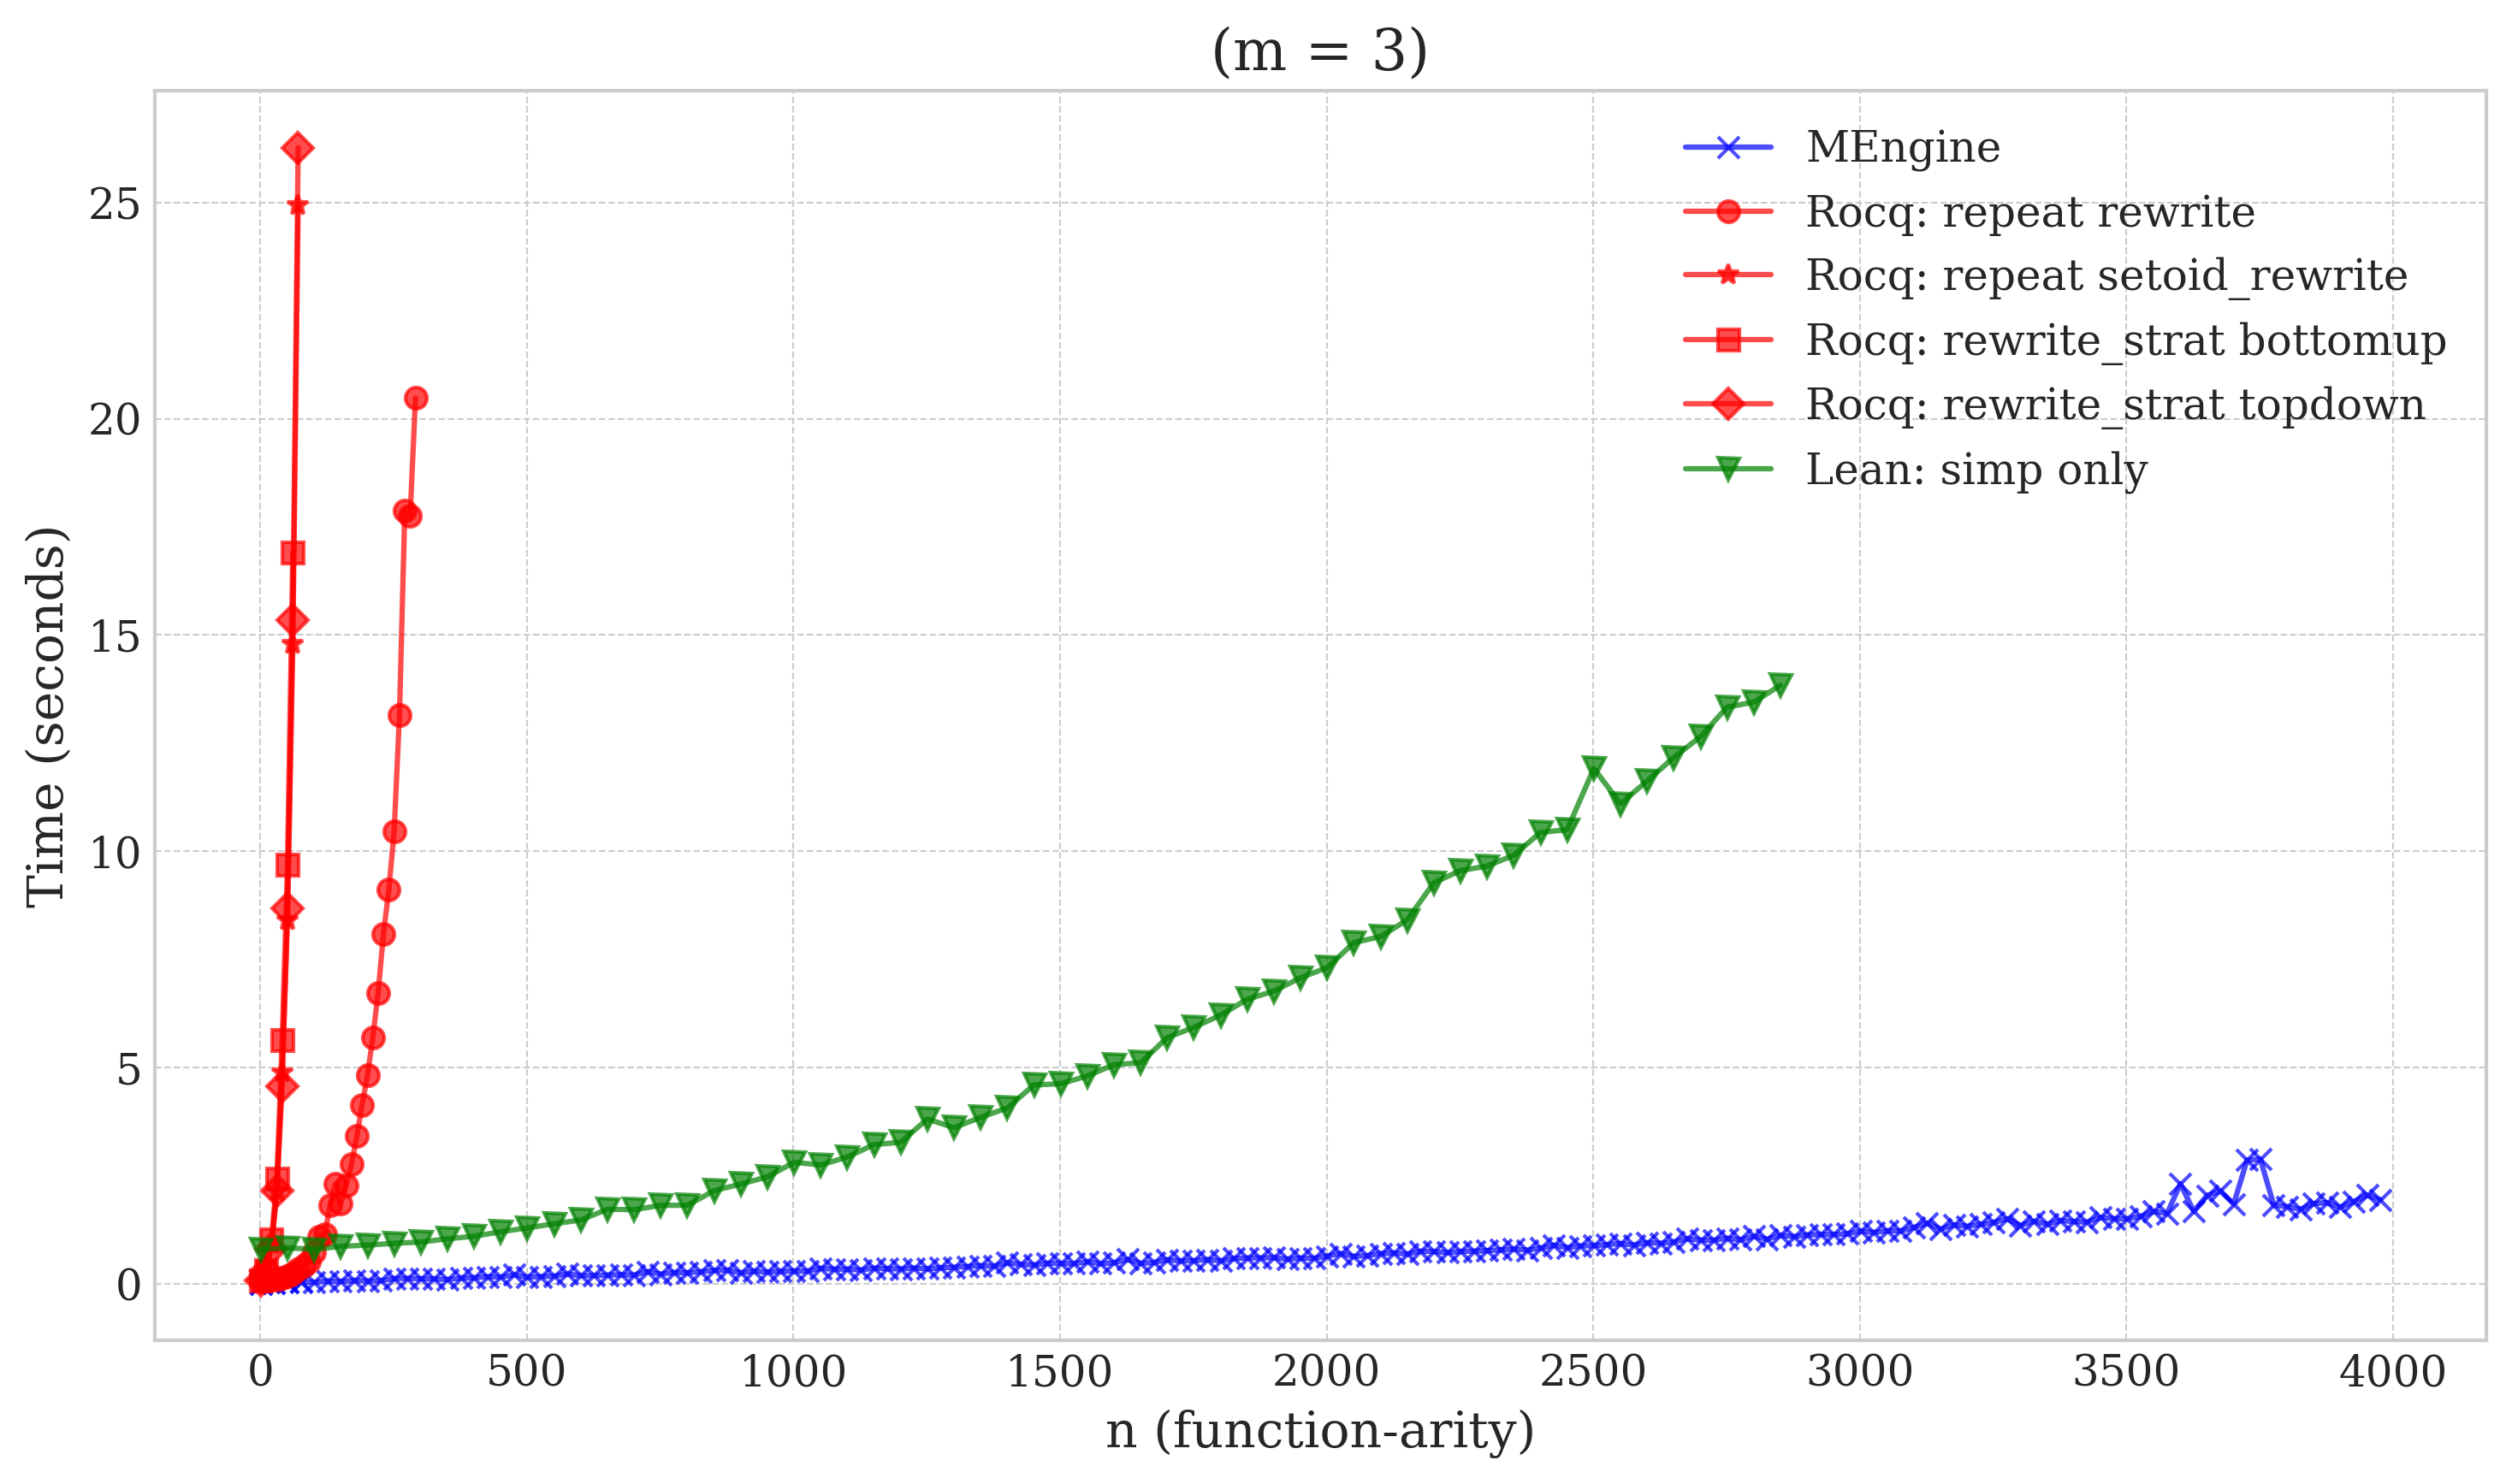 (m = 3)
MEngine
Rocq: repeat rewrite
Rocq: repeat setoid_rewrite
Rocq: rewrite_strat bottomup
Rocq: rewrite_strat topdown
Lean: simp only
Time (seconds)
25
20
15
10
5
0
0 500 1000 1500 2000 2500 3000 3500 4000
n (function-arity)